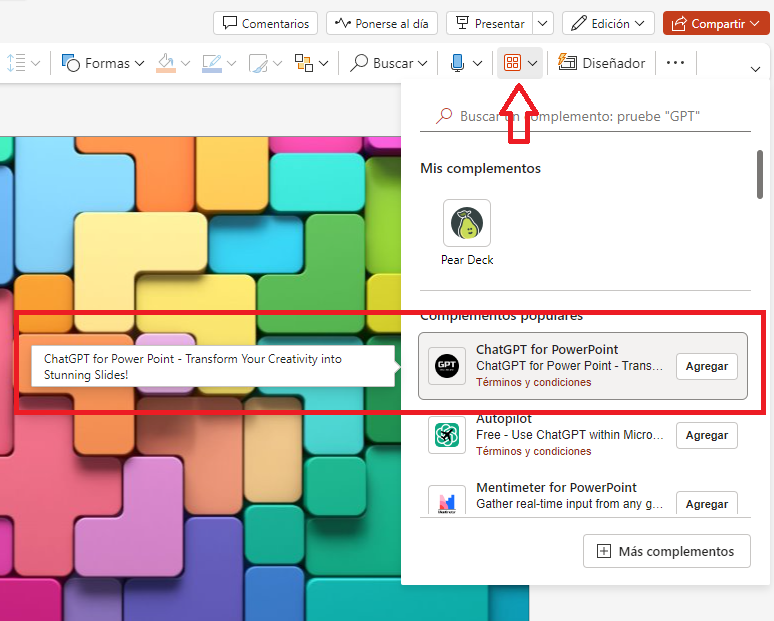 Comentarios
Ponerse al día
Presentar
Edición
Compartir
Formas
Buscar
Diseñador
Buscar un complemento: pruebe "GPT"
Mis complementos
Pear Deck
Complementos populares
ChatGPT for PowerPoint
ChatGPT for Power Point - Trans...
Términos y condiciones
Agregar
ChatGPT for Power Point - Transform Your Creativity into
Stunning Slides!
GPT
Autopilot
Free - Use ChatGPT within Micro...
Términos y condiciones
Agregar
Mentimeter for PowerPoint
Gather real-time input from any g...
Agregar
Más complementos